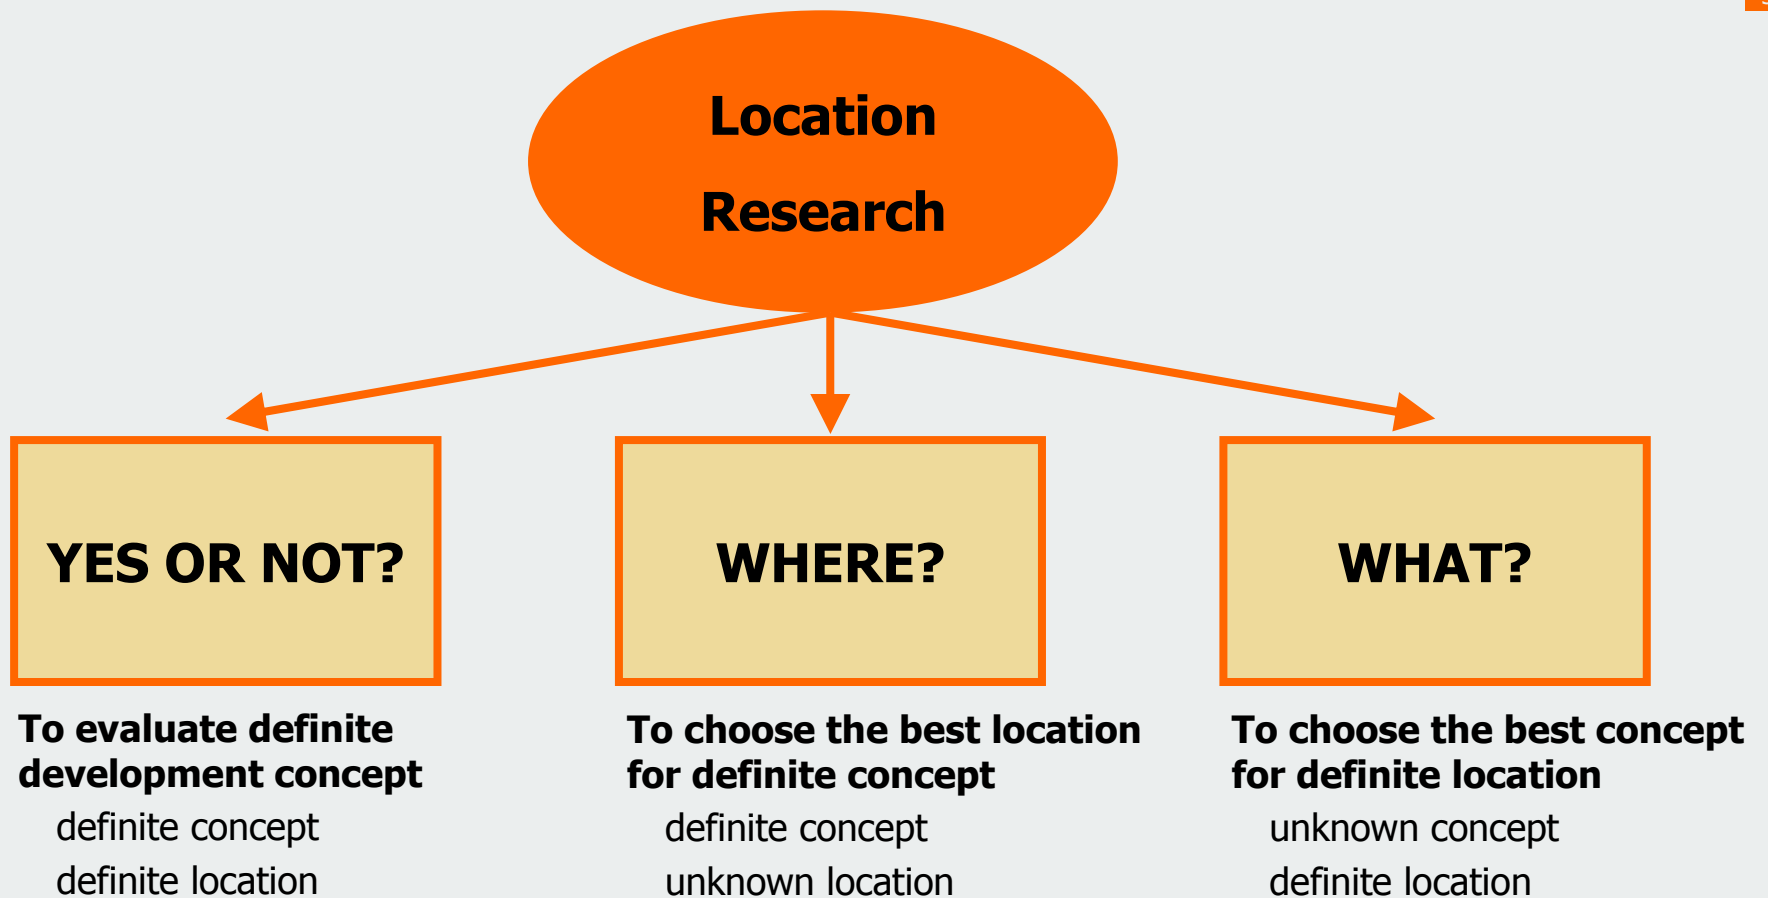 Location
Research
YES OR NOT?
WHERE?
WHAT?
To evaluate definite
development concept
definite concept
definite location
To choose the best location
for definite concept
definite concept
unknown location
To choose the best concept
for definite location
unknown concept
definite location